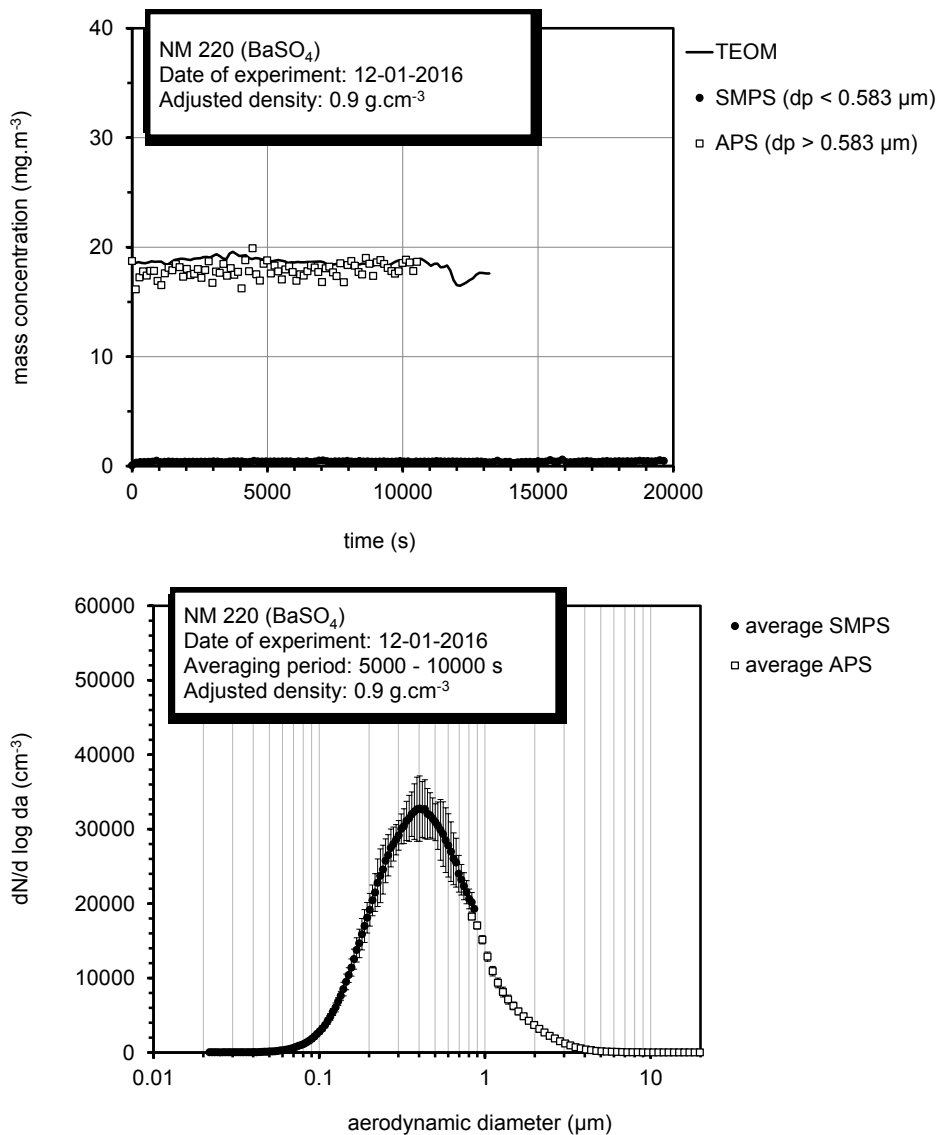 NM 220 (BaSO₄)
Date of experiment: 12-01-2016
Adjusted density: 0.9 g.cm⁻³
TEOM
SMPS (dp < 0.583 µm)
APS (dp > 0.583 µm)
mass concentration (mg.m⁻³)
40
30
20
10
0
0 5000 10000 15000 20000
time (s)
NM 220 (BaSO₄)
Date of experiment: 12-01-2016
Averaging period: 5000 - 10000 s
Adjusted density: 0.9 g.cm⁻³
average SMPS
average APS
dN/d log da (cm⁻³)
60000
50000
40000
30000
20000
10000
0
0.01 0.1 1 10
aerodynamic diameter (µm)